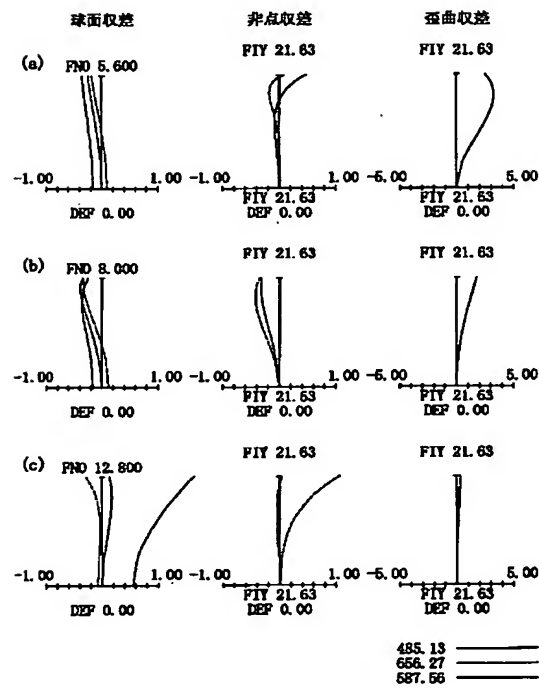 球面収差 非点収差 歪曲収差
FIY 21.63 FIY 21.63
(a) FNO 5.600
-1.00 1.00 -1.00 1.00 -5.00 5.00
FIY 21.63 FIY 21.63
DEF 0.00 DEF 0.00 DEF 0.00
FIY 21.63 FIY 21.63
(b) FNO 8.000
-1.00 1.00 -1.00 1.00 -5.00 5.00
FIY 21.63 FIY 21.63
DEF 0.00 DEF 0.00 DEF 0.00
FIY 21.63 FIY 21.63
(c) FNO 12.800
-1.00 1.00 -1.00 1.00 -5.00 5.00
FIY 21.63 FIY 21.63
DEF 0.00 DEF 0.00 DEF 0.00
485.13
656.27
587.56